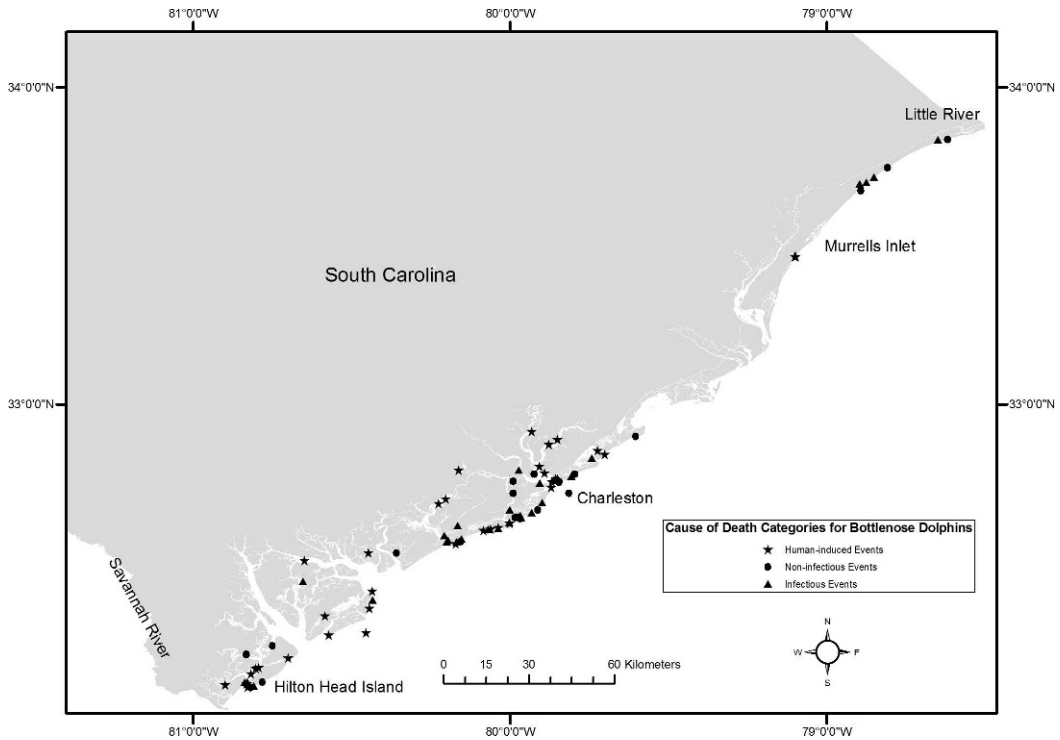 81°0'0"W 80°0'0"W 79°0'0"W
34°0'0"N 34°0'0"N
Little River
Murrells Inlet
South Carolina
33°0'0"N 33°0'0"N
Charleston
Cause of Death Categories for Bottlenose Dolphins
Human-induced Events
Non-infectious Events
Infectious Events
Savannah River
N
W E
S
0 15 30 60 Kilometers
Hilton Head Island
81°0'0"W 80°0'0"W 79°0'0"W